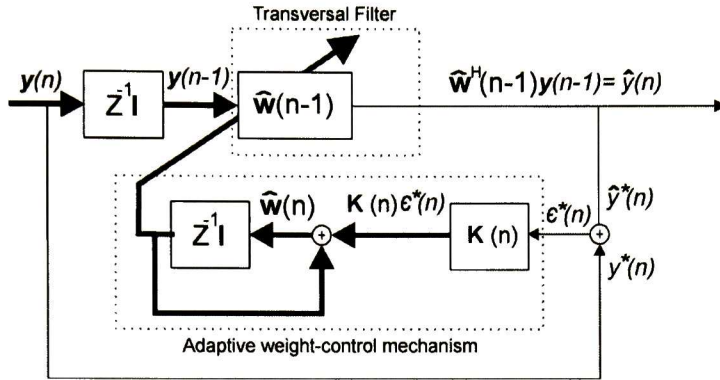 Transversal Filter
y(n)
Z⁻¹I
y(n-1)
ŵ(n-1)
ŵᴴ(n-1)y(n-1)= ŷ(n)
ŵ(n)
K (n)ϵ*(n)
ϵ*(n)
ŷ*(n)
Z⁻¹I
+
K (n)
+
y*(n)
Adaptive weight-control mechanism